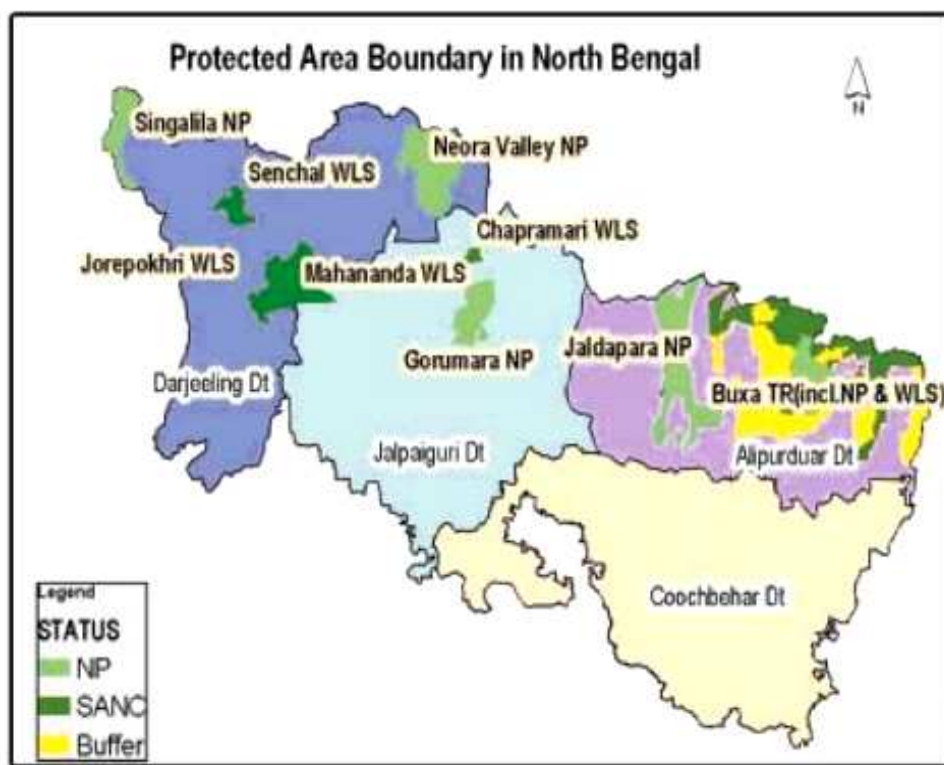 Protected Area Boundary in North Bengal
N
Singalila NP
Neora Valley NP
Senchal WLS
Chapramari WLS
Jorepokhri WLS
Mahananda WLS
Gorumara NP
Jaldapara NP
Darjeeling Dt
Buxa TR(incl.NP & WLS)
Jalpaiguri Dt
Alipurduar Dt
Coochbehar Dt
Legend
STATUS
NP
SANC
Buffer